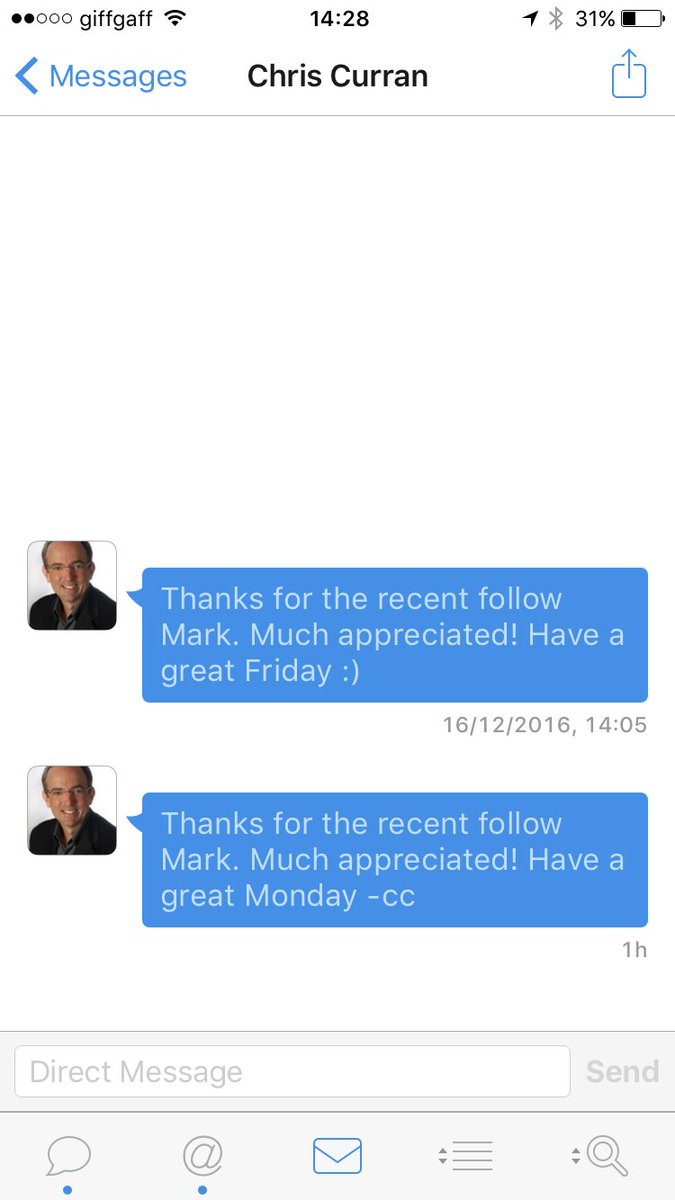 giffgaff 14:28 31%
Messages Chris Curran
Thanks for the recent follow
Mark. Much appreciated! Have a
great Friday :)
16/12/2016, 14:05
Thanks for the recent follow
Mark. Much appreciated! Have a
great Monday -cc
1h
Direct Message Send
@